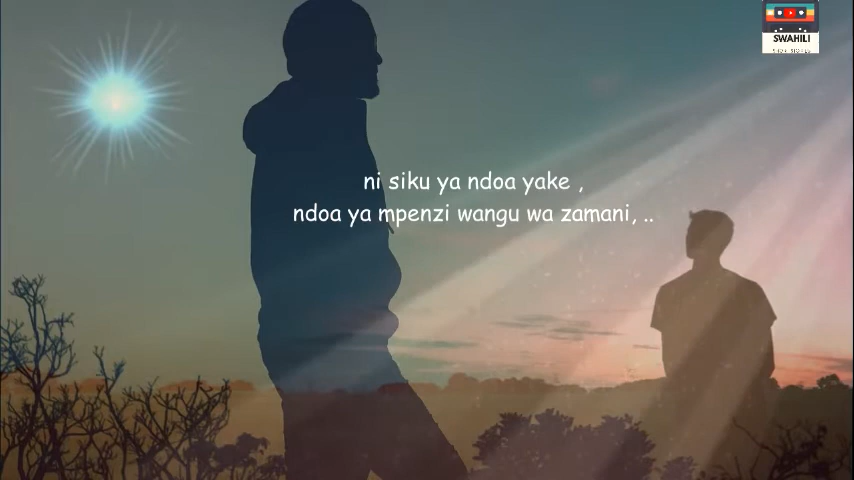 SWAHILI
ni siku ya ndoa yake ,
ndoa ya mpenzi wangu wa zamani, ..